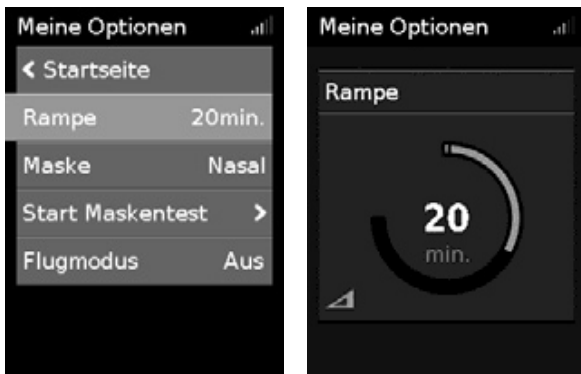 Meine Optionen
Startseite
Rampe 20min.
Maske Nasal
Start Maskentest
Flugmodus Aus
Meine Optionen
Rampe
20
min.